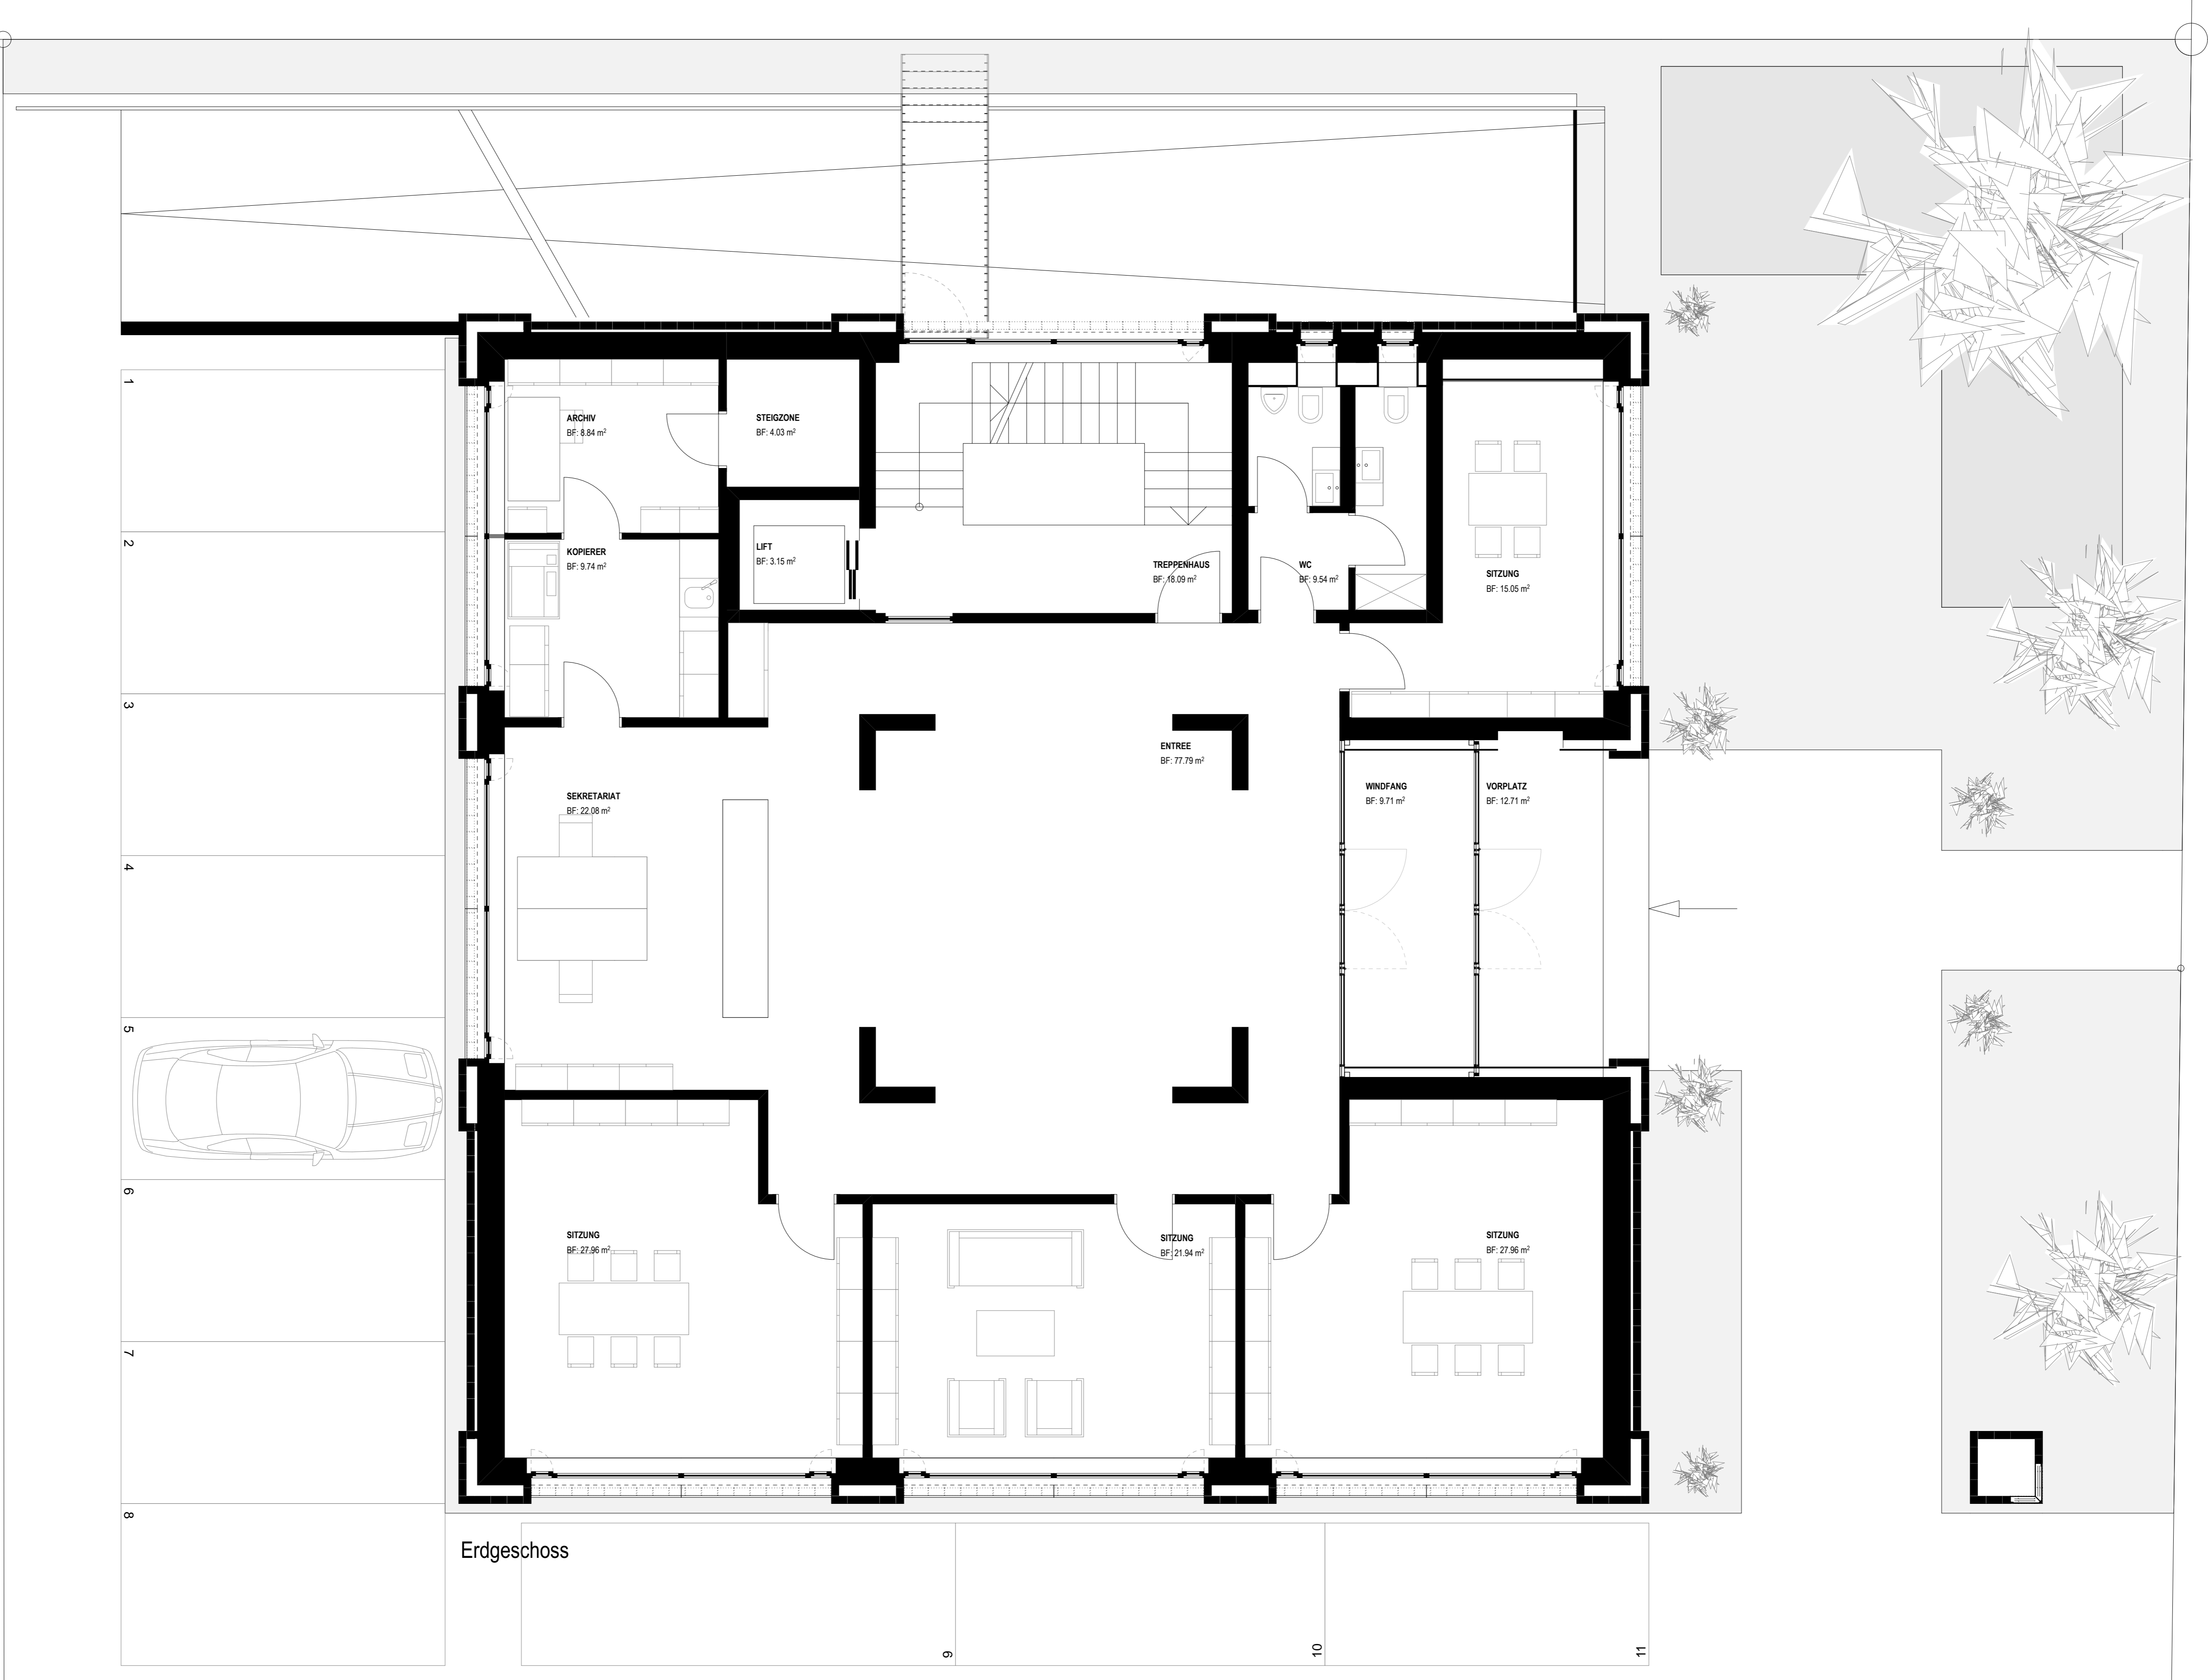 1
ARCHIV
BF: 8.84 m²
STEIGZONE
BF: 4.03 m²
2
KOPIERER
BF: 9.74 m²
LIFT
BF: 3.15 m²
TREPPENHAUS
BF: 18.09 m²
WC
BF: 9.54 m²
SITZUNG
BF: 15.05 m²
3
ENTREE
BF: 77.79 m²
SEKRETARIAT
BF: 22.08 m²
WINDFANG
BF: 9.71 m²
VORPLATZ
BF: 12.71 m²
4
5
6
SITZUNG
BF: 27.96 m²
SITZUNG
BF: 21.94 m²
SITZUNG
BF: 27.96 m²
7
8
Erdgeschoss
9
10
11